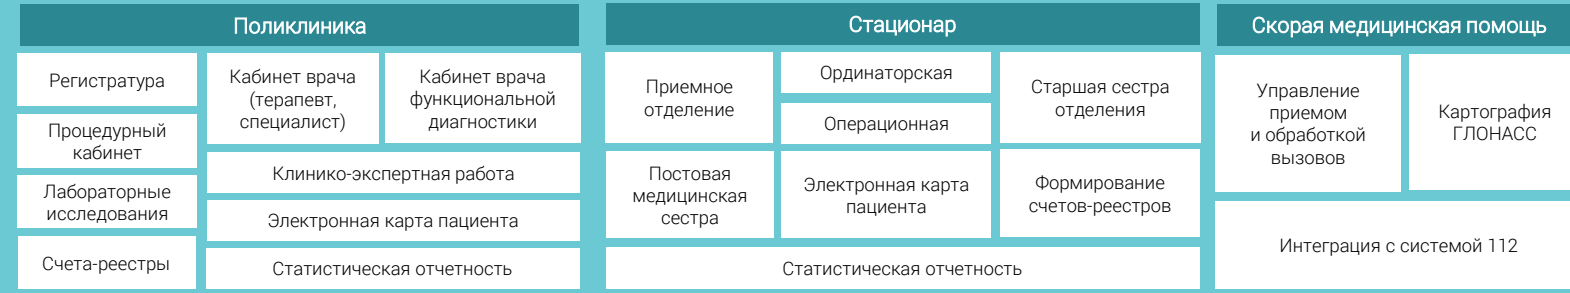 Поликлиника
Регистратура
Процедурный
кабинет
Лабораторные
исследования
Счета-реестры
Кабинет врача
(терапевт,
специалист)
Кабинет врача
функциональной
диагностики
Клинико-экспертная работа
Электронная карта пациента
Статистическая отчетность
Стационар
Приемное
отделение
Ординаторская
Операционная
Старшая сестра
отделения
Постовая
медицинская
сестра
Электронная карта
пациента
Формирование
счетов-реестров
Статистическая отчетность
Скорая медицинская помощь
Управление
приемом
и обработкой
вызовов
Картография
ГЛОНАСС
Интеграция с системой 112